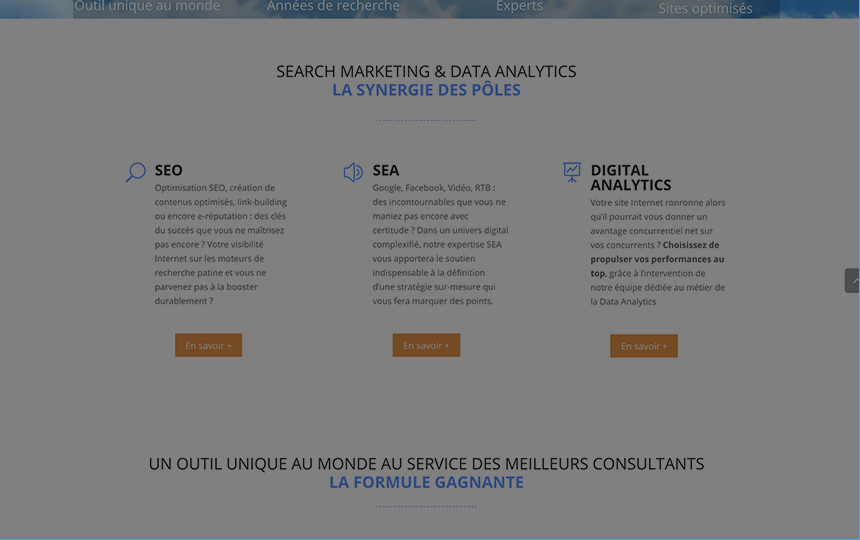 Outil unique au monde
Années de recherche
Experts
Sites optimisés
SEARCH MARKETING & DATA ANALYTICS
LA SYNERGIE DES PÔLES
SEO
Optimisation SEO, création de
contenus optimisés, link-building
ou encore e-réputation : des clés
du succès que vous ne maîtrisez
pas encore ? Votre visibilité
Internet sur les moteurs de
recherche patine et vous ne
parvenez pas à la booster
durablement ?
En savoir +
SEA
Google, Facebook, Vidéo, RTB :
des incontournables que vous ne
maniez pas encore avec
certitude ? Dans un univers digital
complexifié, notre expertise SEA
vous apportera le soutien
indispensable à la définition
d'une stratégie sur-mesure qui
vous fera marquer des points.
En savoir +
DIGITAL
ANALYTICS
Votre site Internet ronronne alors
qu'il pourrait vous donner un
avantage concurrentiel net sur
vos concurrents ? Choisissez de
propulser vos performances au
top, grâce à l'intervention de
notre équipe dédiée au métier de
la Data Analytics
En savoir +
UN OUTIL UNIQUE AU MONDE AU SERVICE DES MEILLEURS CONSULTANTS
LA FORMULE GAGNANTE